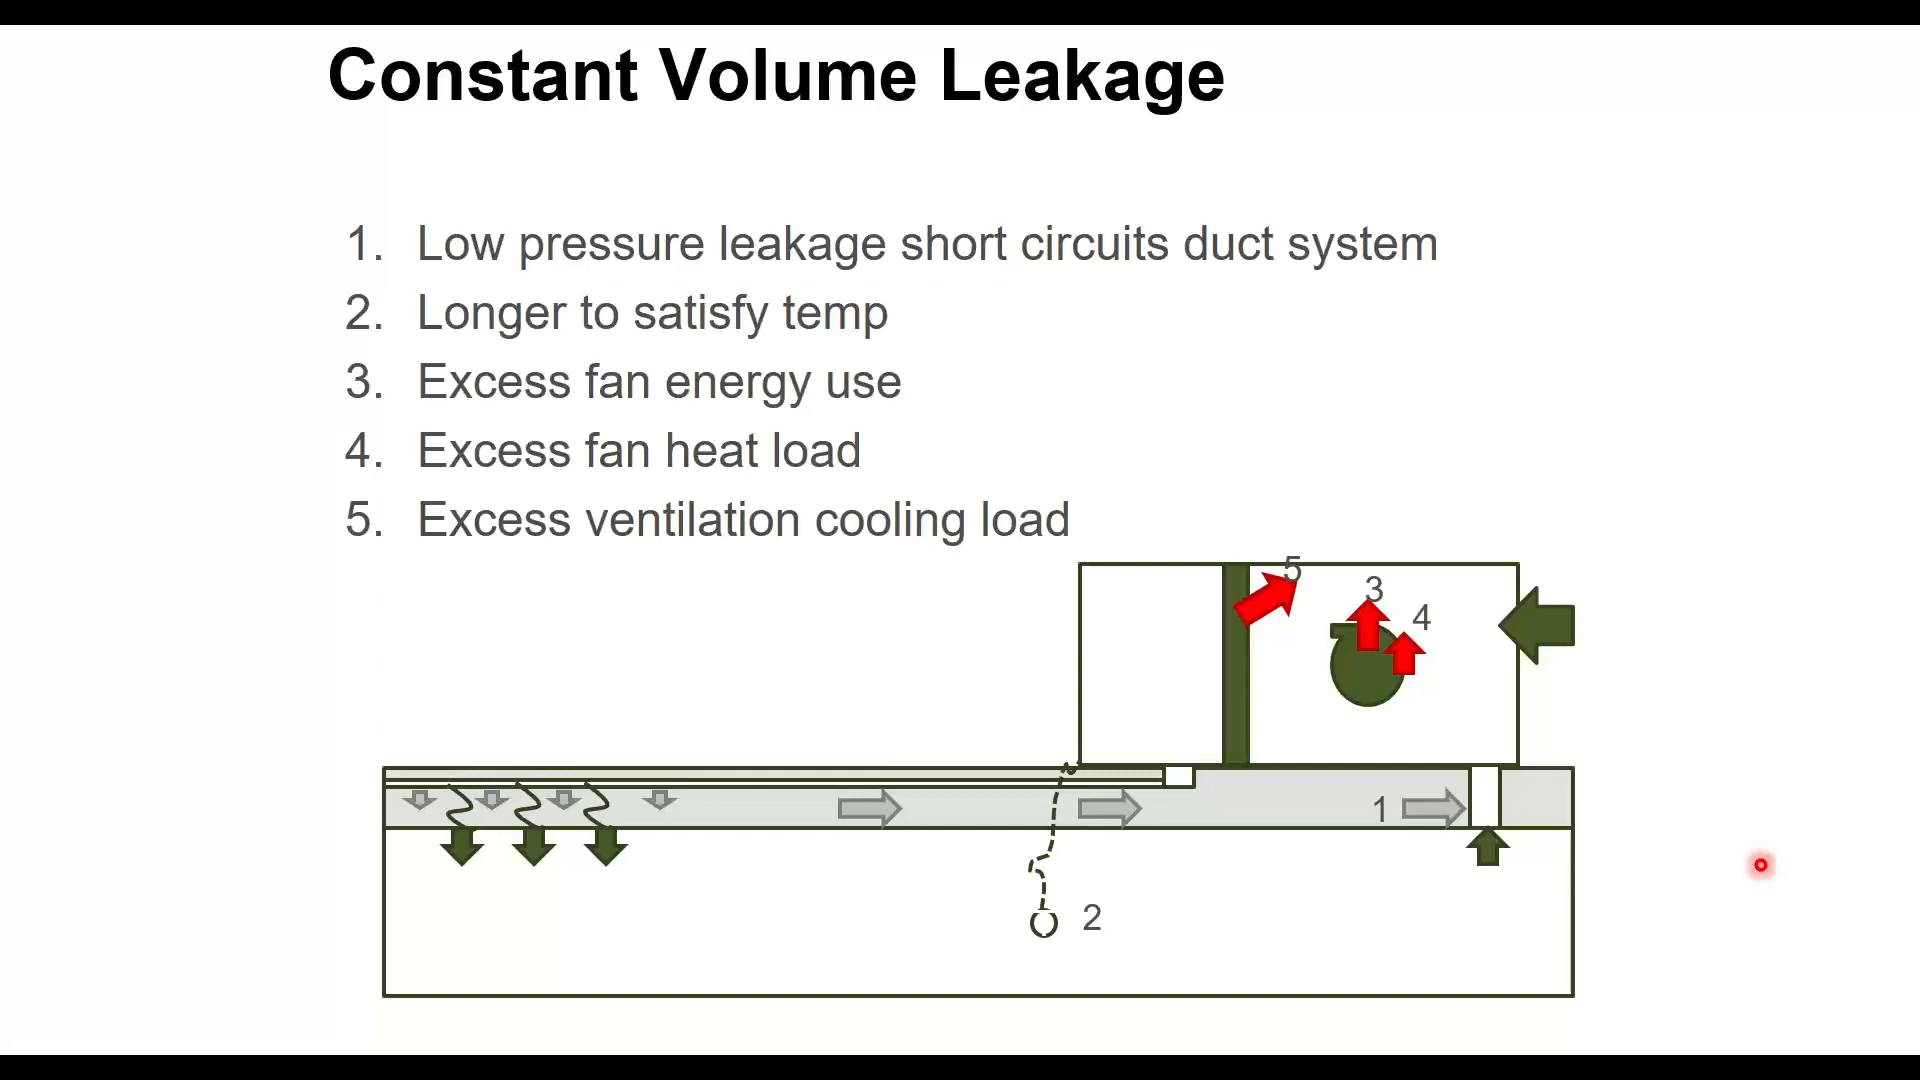 Constant Volume Leakage
1. Low pressure leakage short circuits duct system
2. Longer to satisfy temp
3. Excess fan energy use
4. Excess fan heat load
5. Excess ventilation cooling load
5
3
4
1
2